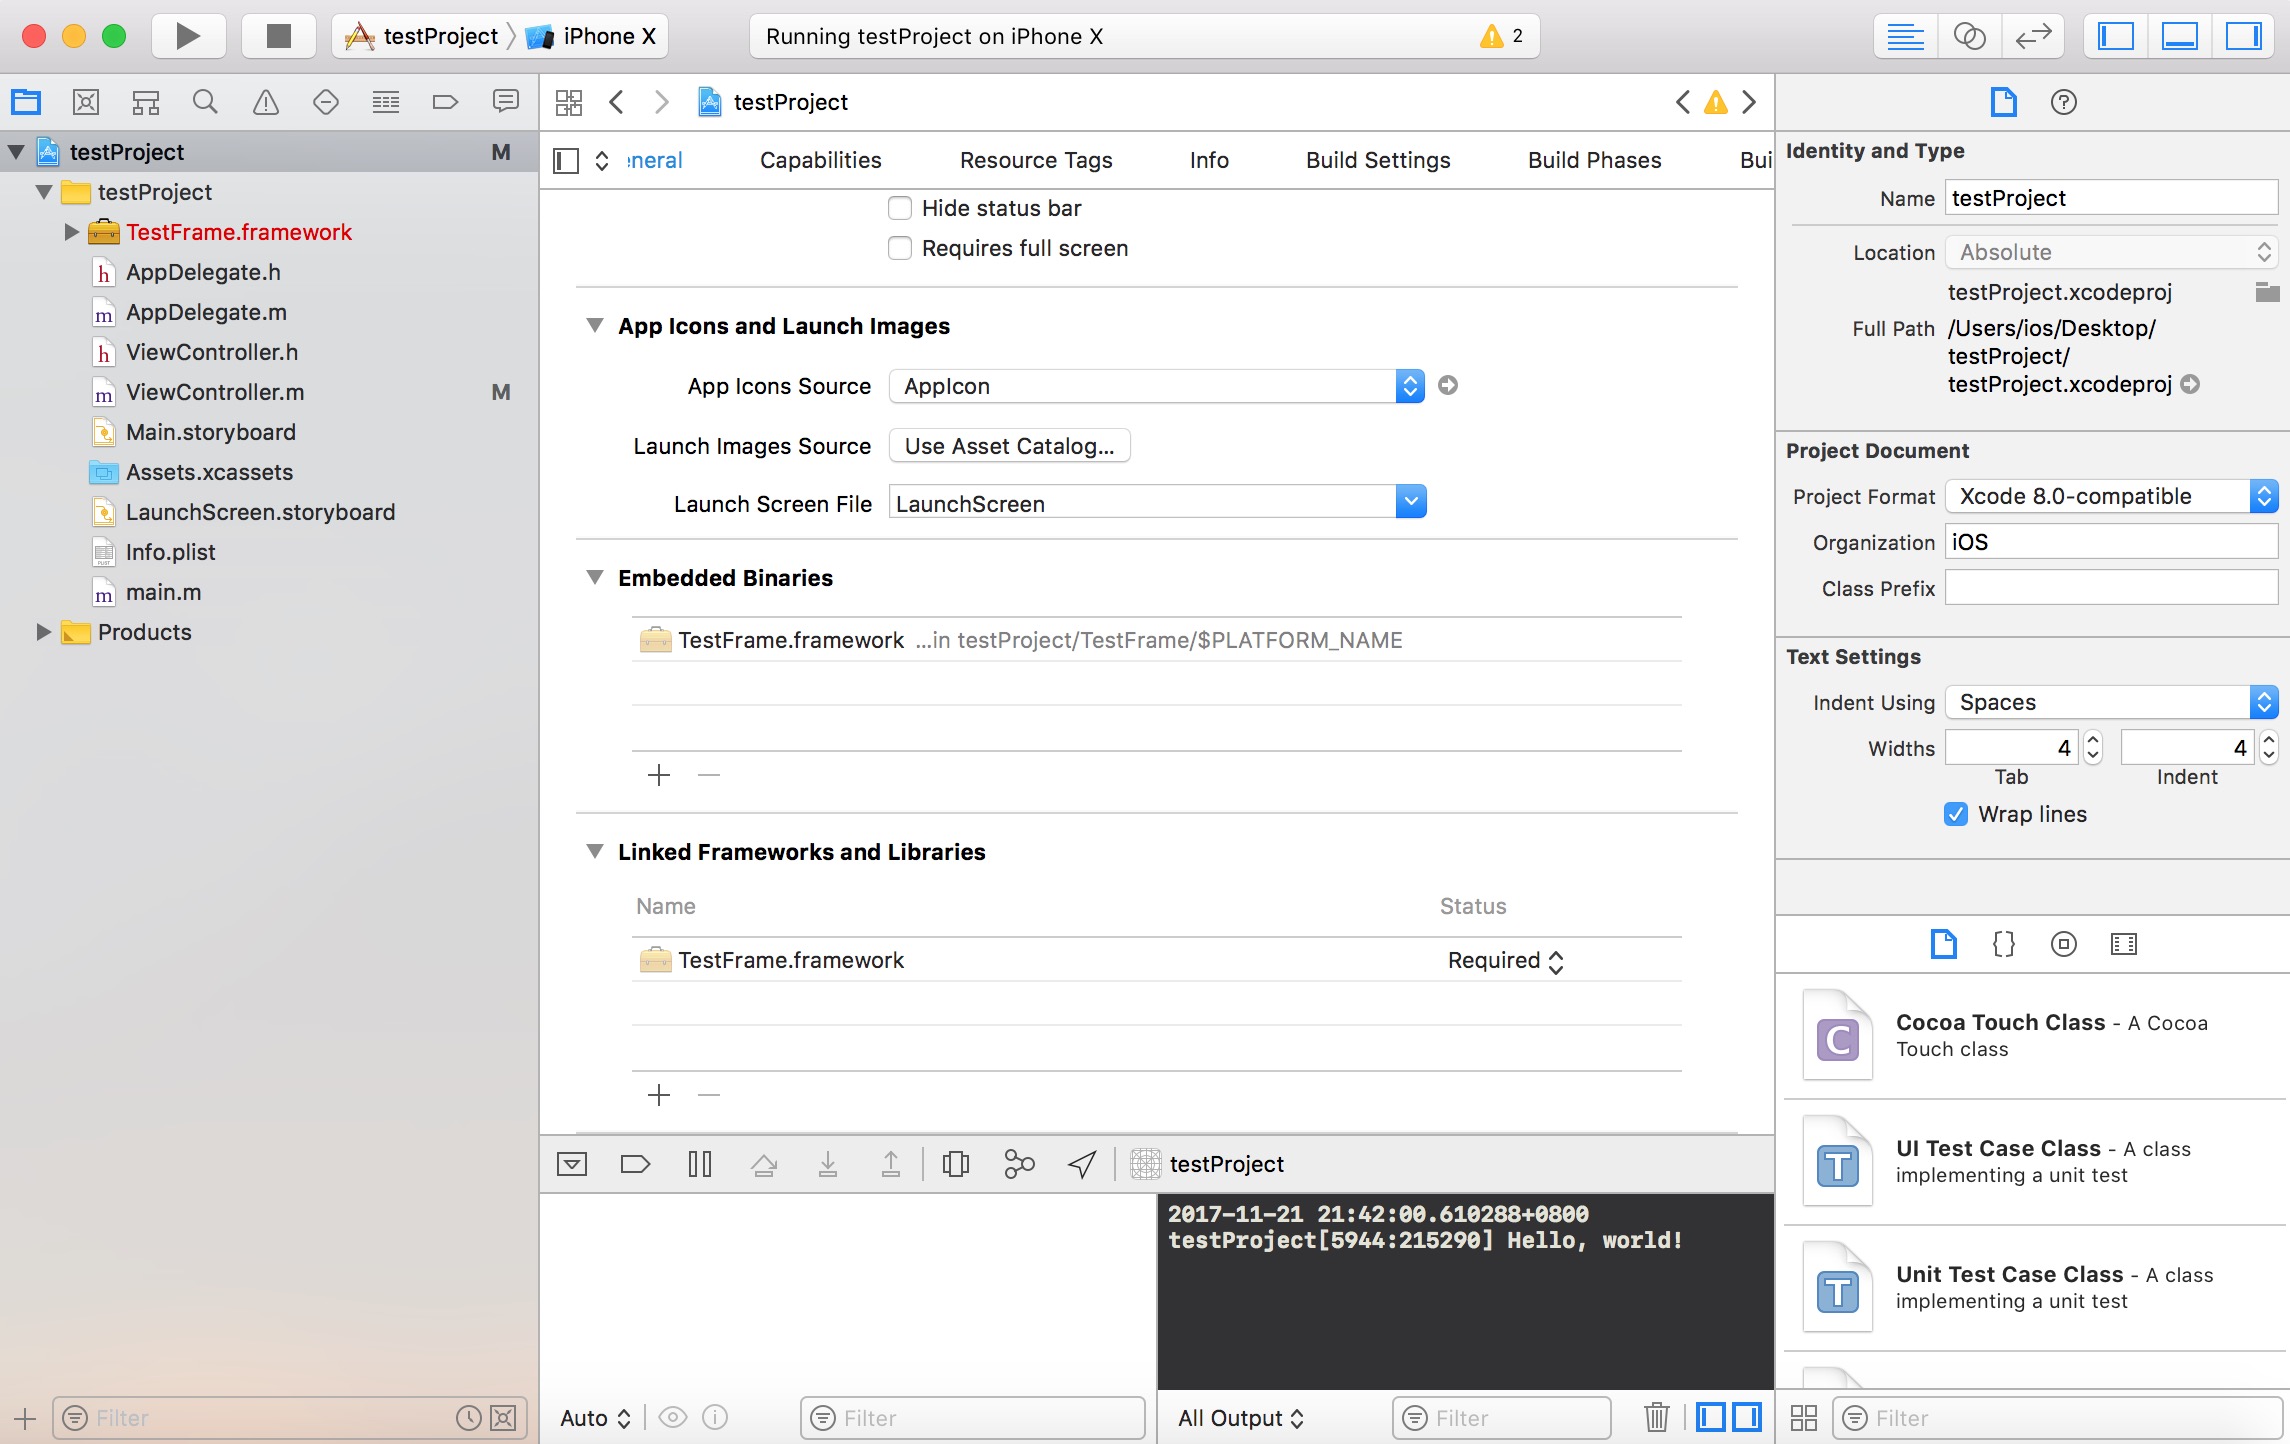 testProject
iPhone X
Running testProject on iPhone X
2
testProject M
testProject
TestFrame.framework
h AppDelegate.h
m AppDelegate.m
h ViewController.h
m ViewController.m M
Main.storyboard
Assets.xcassets
LaunchScreen.storyboard
Info.plist
m main.m
Products
Filter
testProject
eneral Capabilities Resource Tags Info Build Settings Build Phases Bui
Hide status bar
Requires full screen
App Icons and Launch Images
App Icons Source AppIcon
Launch Images Source Use Asset Catalog...
Launch Screen File LaunchScreen
Embedded Binaries
TestFrame.framework ...in testProject/TestFrame/$PLATFORM_NAME
Linked Frameworks and Libraries
Name Status
TestFrame.framework Required
testProject
2017-11-21 21:42:00.610288+0800
testProject[5944:215290] Hello, world!
Auto Filter
All Output Filter
Identity and Type
Name testProject
Location Absolute
testProject.xcodeproj
Full Path /Users/ios/Desktop/
testProject/
testProject.xcodeproj
Project Document
Project Format Xcode 8.0-compatible
Organization iOS
Class Prefix
Text Settings
Indent Using Spaces
Widths 4 4
Tab Indent
Wrap lines
C
Cocoa Touch Class - A Cocoa
Touch class
T
UI Test Case Class - A class
implementing a unit test
T
Unit Test Case Class - A class
implementing a unit test
Filter